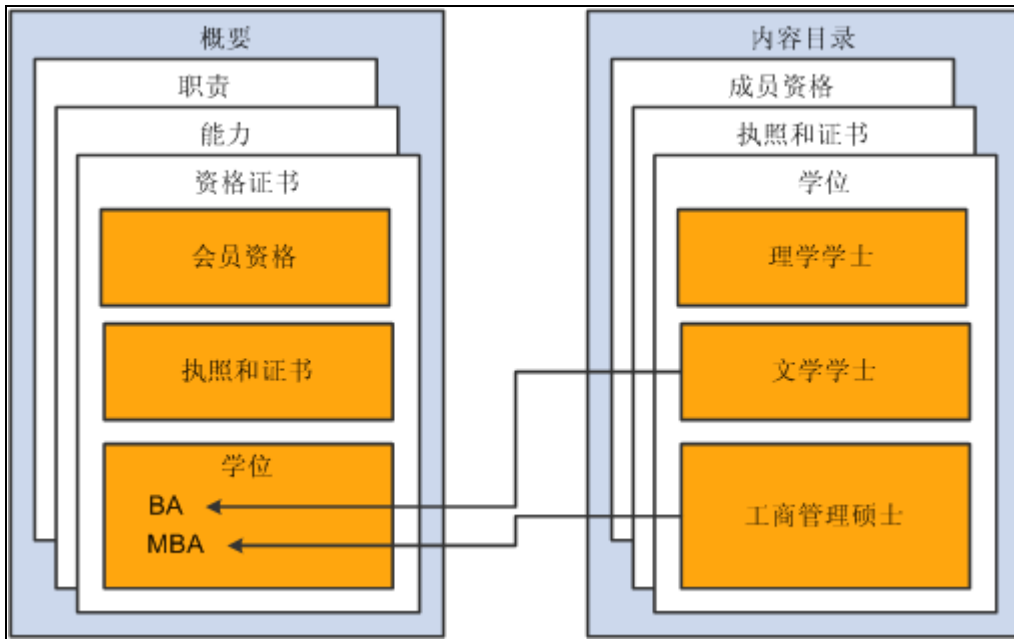 概要
职责
能力
资格证书
会员资格
执照和证书
学位
BA
MBA
内容目录
成员资格
执照和证书
学位
理学学士
文学学士
工商管理硕士